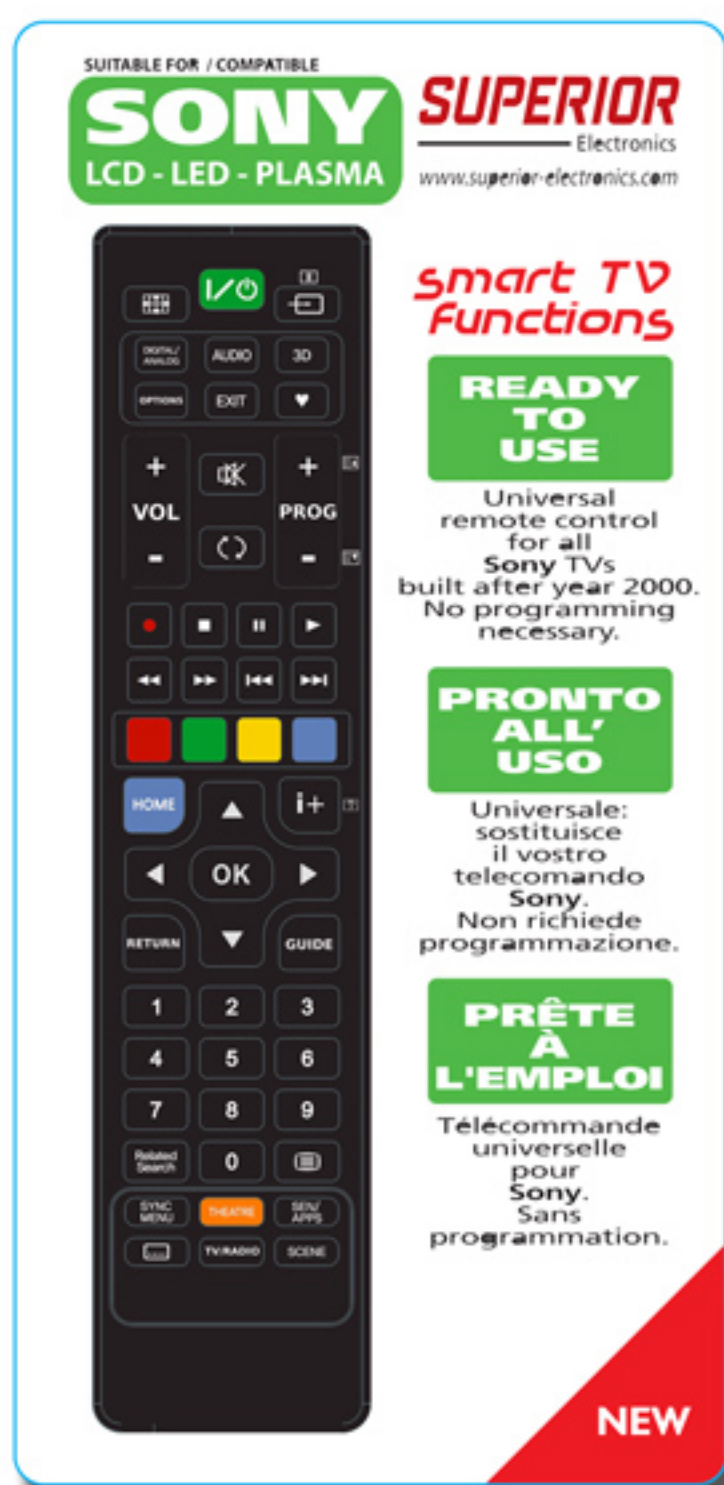 SUITABLE FOR / COMPATIBLE
SONY
LCD - LED - PLASMA
SUPERIOR
Electronics
www.superior-electronics.com
smart TV
Functions
READY
TO
USE
Universal
remote control
for all
Sony TVs
built after year 2000.
No programming
necessary.
PRONTO
ALL'
USO
Universale:
sostituisce
il vostro
telecomando
Sony.
Non richiede
programmazione.
PRÊTE
À
L'EMPLOI
Télécommande
universelle
pour
Sony.
Sans
programmation.
NEW
DIGITAL/
ANALOG
AUDIO
3D
OPTIONS
EXIT
+ +
VOL PROG
- -
HOME
i+
OK
RETURN
GUIDE
1 2 3
4 5 6
7 8 9
Related
Search
0
SYNC
MENU
THEATRE
SEN/
APPS
TV/RADIO
SCENE